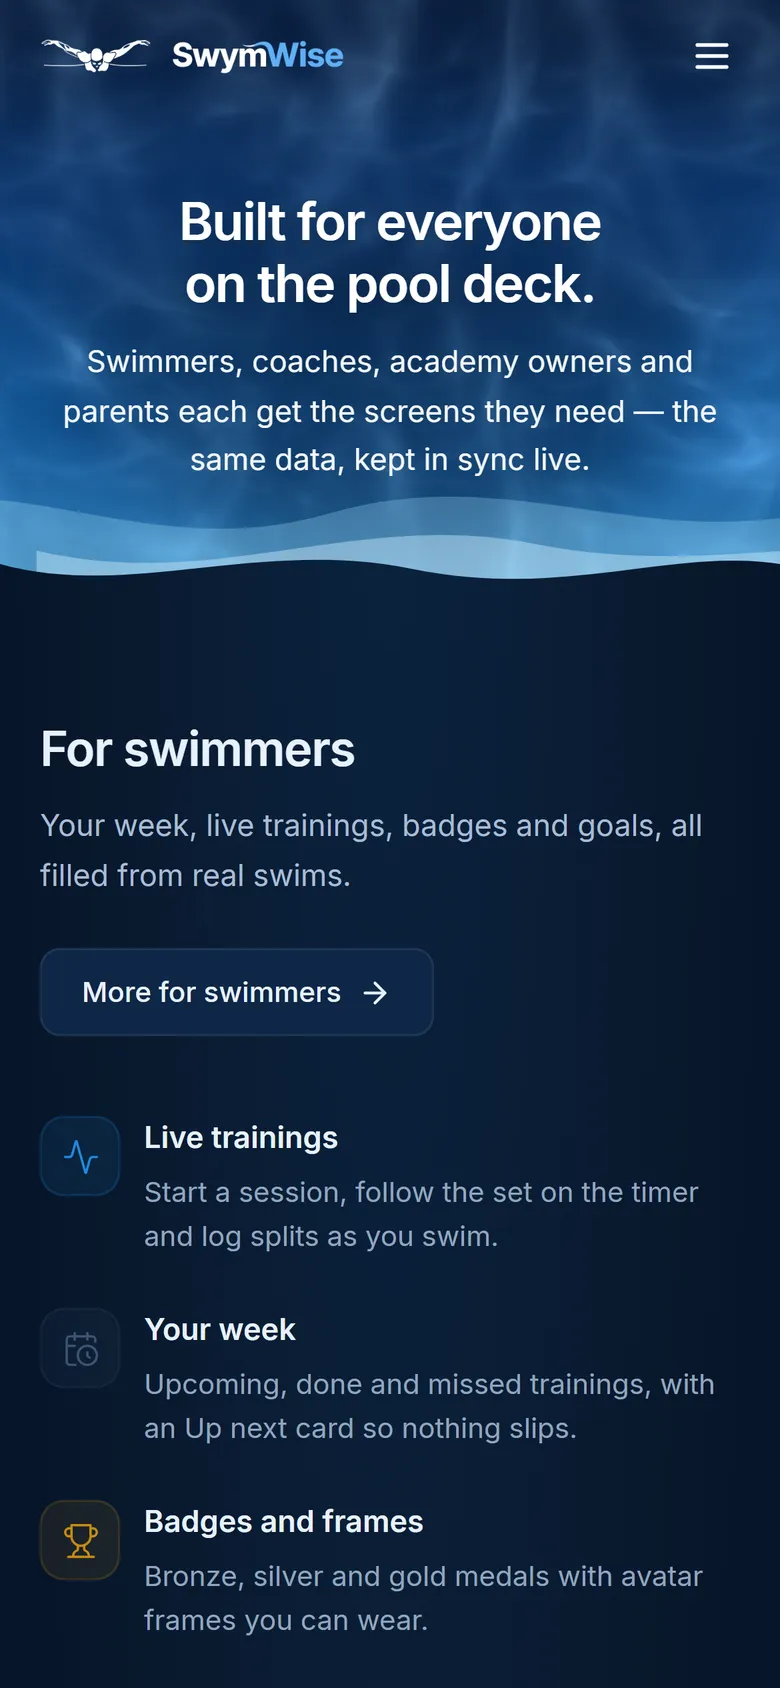 SwymWise
Built for everyone
on the pool deck.
Swimmers, coaches, academy owners and
parents each get the screens they need — the
same data, kept in sync live.
For swimmers
Your week, live trainings, badges and goals, all
filled from real swims.
More for swimmers
Live trainings
Start a session, follow the set on the timer
and log splits as you swim.
Your week
Upcoming, done and missed trainings, with
an Up next card so nothing slips.
Badges and frames
Bronze, silver and gold medals with avatar
frames you can wear.